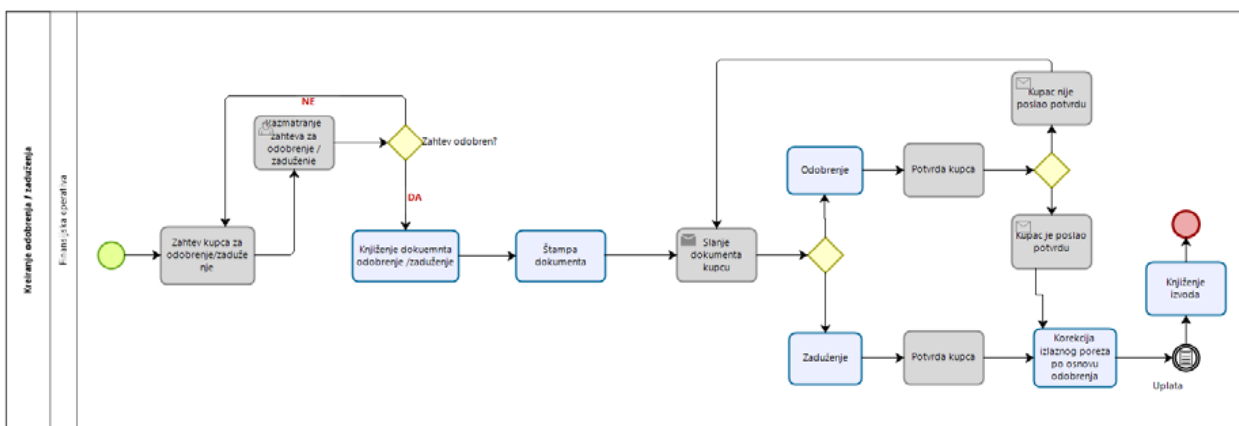 Kreiranje odobrenja / zaduženja
Finansijska operativa
Zahtev kupca za
odobrenje/zaduže
nje
Razmatranje
zahteva za
odobrenje /
zaduženje
NE
Zahtev odobren?
DA
Knjiženje dokuemnta
odobrenje /zaduženje
Štampa
dokumenta
Slanje
dokumenta
kupcu
Odobrenje
Potvrda kupca
Kupac nije
poslao potvrdu
Kupac je poslao
potvrdu
Zaduženje
Potvrda kupca
Korekcija
izlaznog poreza
po osnovu
odobrenja
Uplata
Knjiženje
izvoda